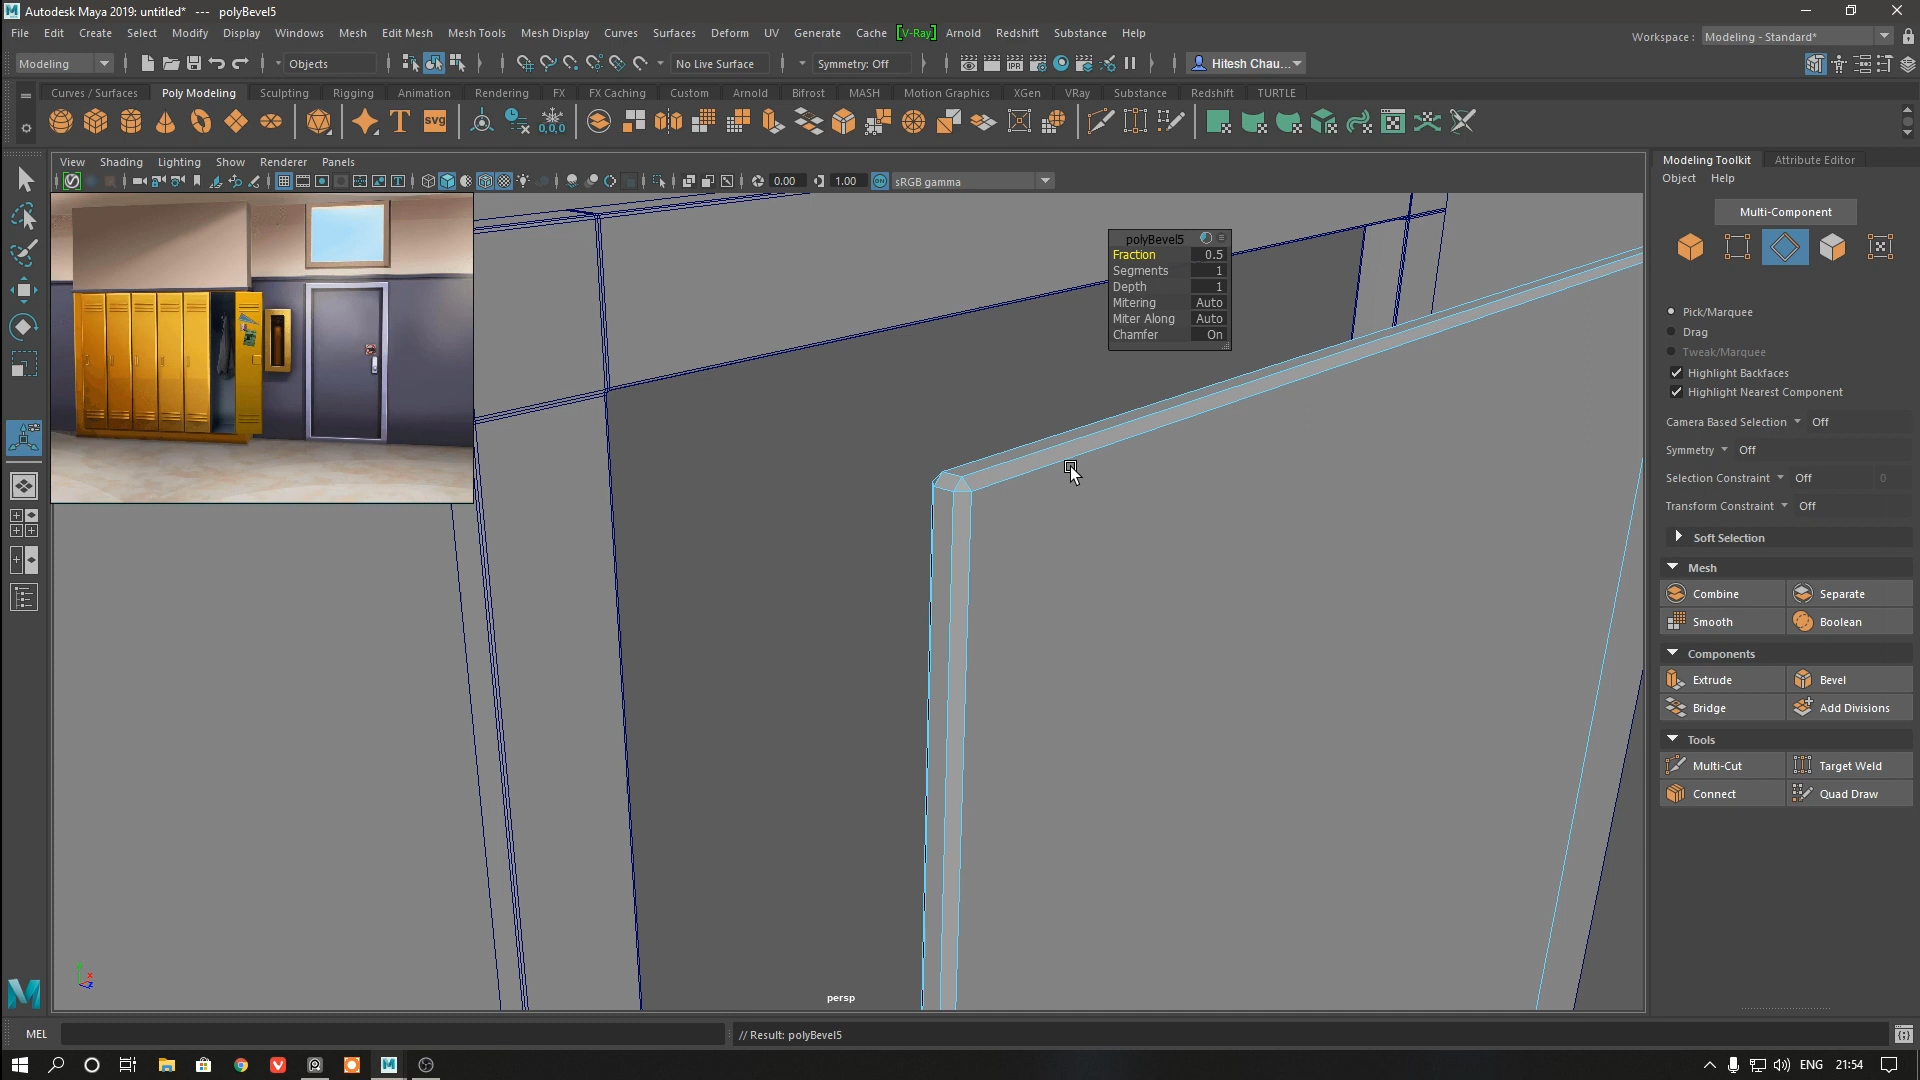 Autodesk Maya 2019: untitled* --- polyBevel5
File Edit Create Select Modify Display Windows Mesh Edit Mesh Mesh Tools Mesh Display Curves Surfaces Deform UV Generate Cache [V-Ray] Arnold Redshift Substance Help
Workspace : Modeling - Standard*
Modeling Objects No Live Surface Symmetry: Off Hitesh Chau...
Curves / Surfaces Poly Modeling Sculpting Rigging Animation Rendering FX FX Caching Custom Arnold Bifrost MASH Motion Graphics XGen VRay Substance Redshift TURTLE
T svg 0,0,0
View Shading Lighting Show Renderer Panels
0.00 1.00 ON sRGB gamma
polyBevel5
Fraction 0.5
Segments 1
Depth 1
Mitering Auto
Miter Along Auto
Chamfer On
persp
Modeling Toolkit Attribute Editor
Object Help
Multi-Component
Pick/Marquee
Drag
Tweak/Marquee
Highlight Backfaces
Highlight Nearest Component
Camera Based Selection Off
Symmetry Off
Selection Constraint Off 0
Transform Constraint Off
Soft Selection
Mesh
Combine Separate
Smooth Boolean
Components
Extrude Bevel
Bridge Add Divisions
Tools
Multi-Cut Target Weld
Connect Quad Draw
MEL // Result: polyBevel5
ENG 21:54